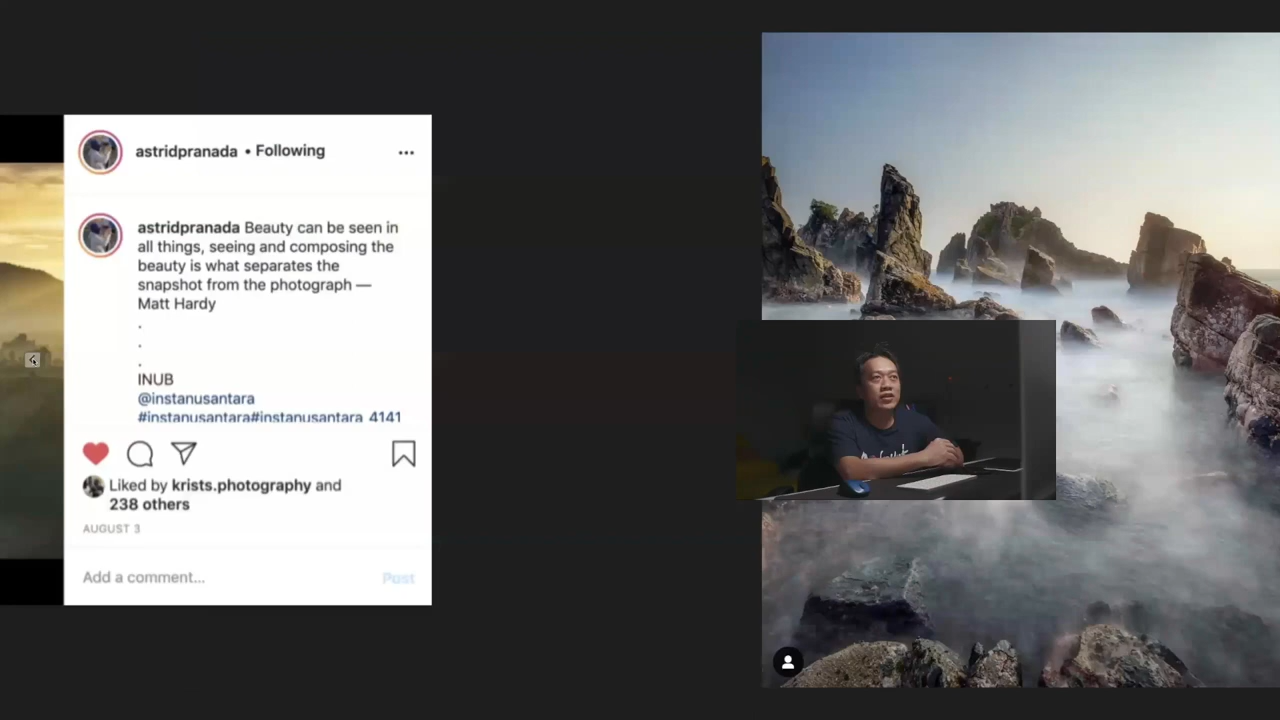 astridpranada • Following
astridpranada Beauty can be seen in
all things, seeing and composing the
beauty is what separates the
snapshot from the photograph —
Matt Hardy
.
.
.
INUB
@instanusantara
#instanusantara#instanusantara_4141
Liked by krists.photography and
238 others
AUGUST 3
Add a comment...
Post